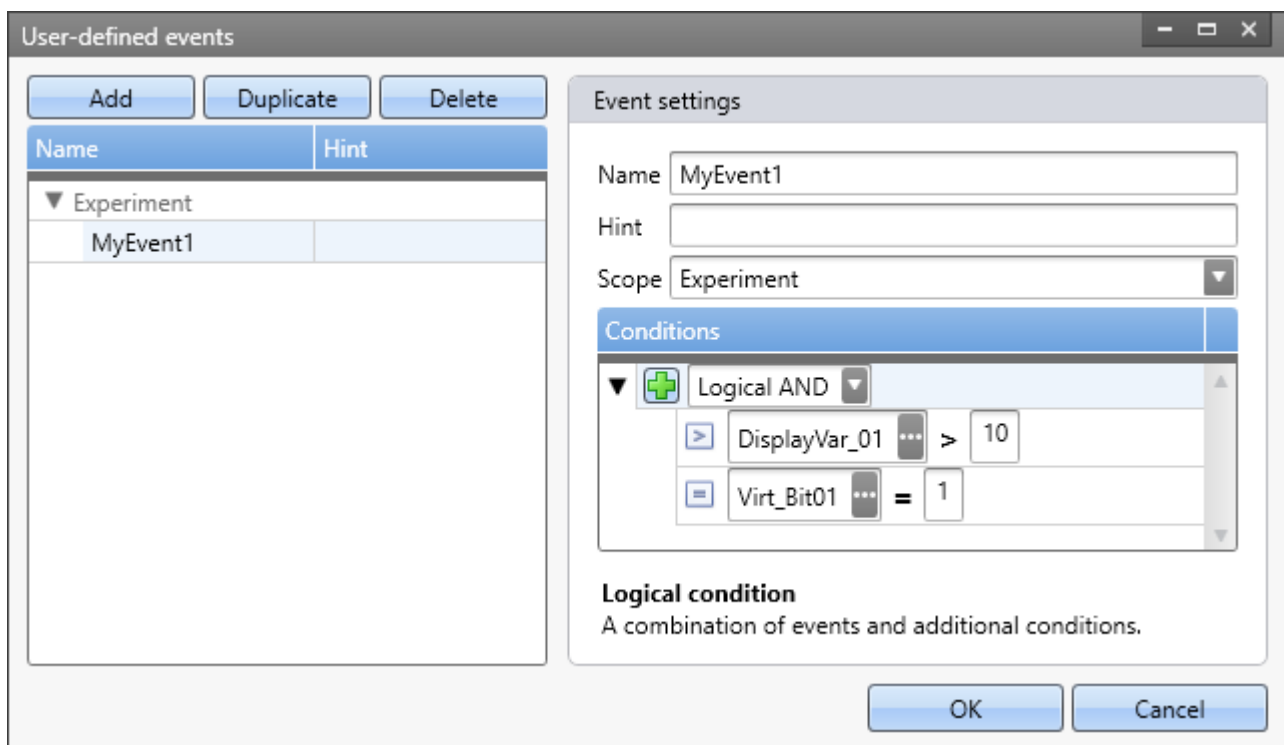 User-defined events
Add Duplicate Delete
Name Hint
Experiment
MyEvent1
Event settings
Name MyEvent1
Hint
Scope Experiment
Conditions
Logical AND
> DisplayVar_01 ... > 10
= Virt_Bit01 ... = 1
Logical condition
A combination of events and additional conditions.
OK Cancel